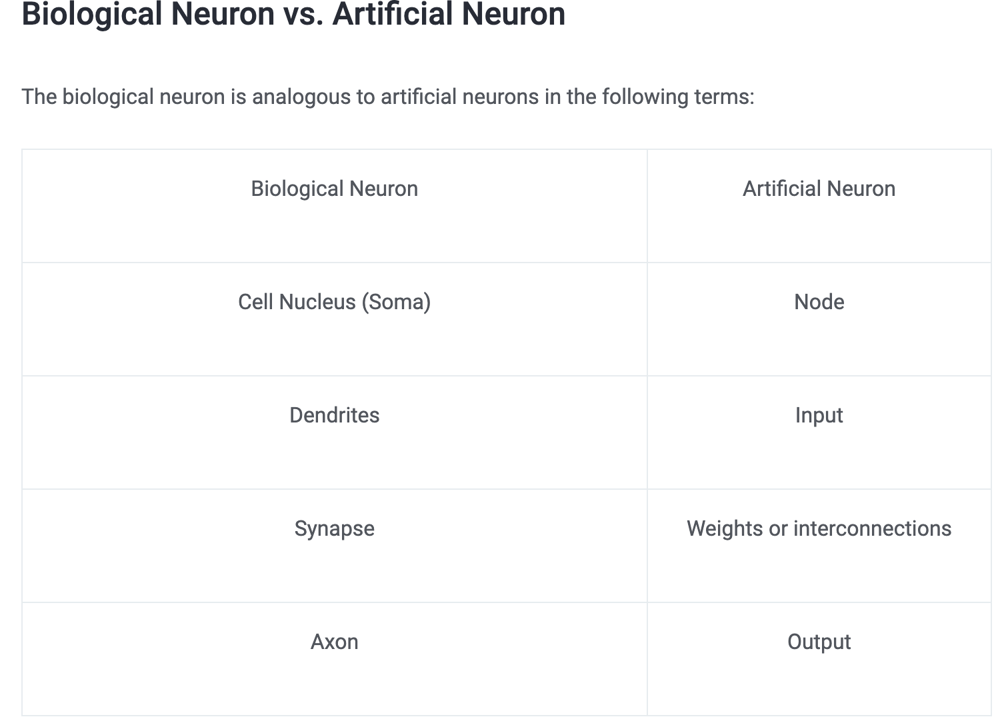 Biological Neuron vs. Artificial Neuron
The biological neuron is analogous to artificial neurons in the following terms:
Biological Neuron
Artificial Neuron
Cell Nucleus (Soma)
Node
Dendrites
Input
Synapse
Weights or interconnections
Axon
Output